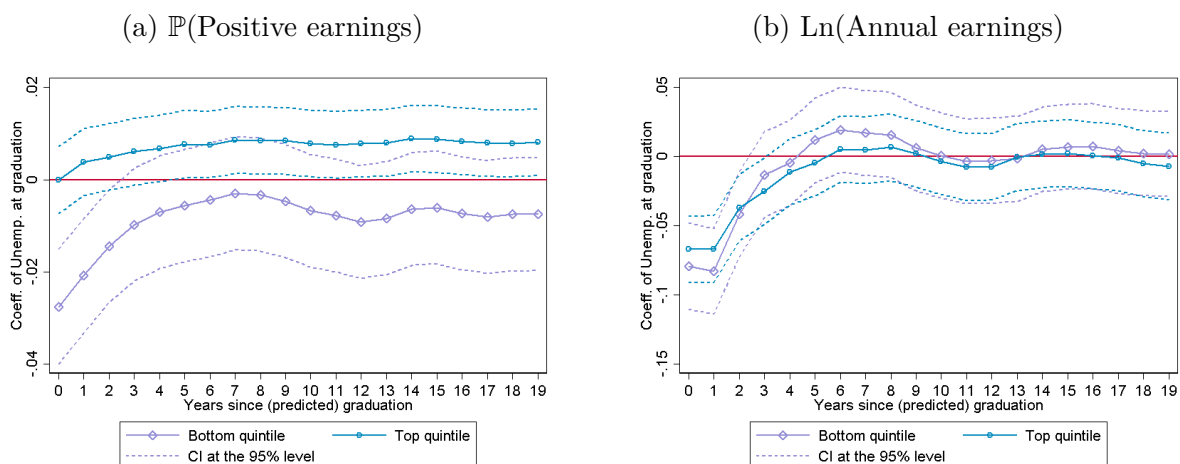 (a) ℙ(Positive earnings)
Coeff. of Unemp. at graduation
.02
0
-.02
-.04
0 1 2 3 4 5 6 7 8 9 10 11 12 13 14 15 16 17 18 19
Years since (predicted) graduation
Bottom quintile Top quintile
CI at the 95% level
(b) Ln(Annual earnings)
Coeff. of Unemp. at graduation
.05
0
-.05
-.1
-.15
0 1 2 3 4 5 6 7 8 9 10 11 12 13 14 15 16 17 18 19
Years since (predicted) graduation
Bottom quintile Top quintile
CI at the 95% level